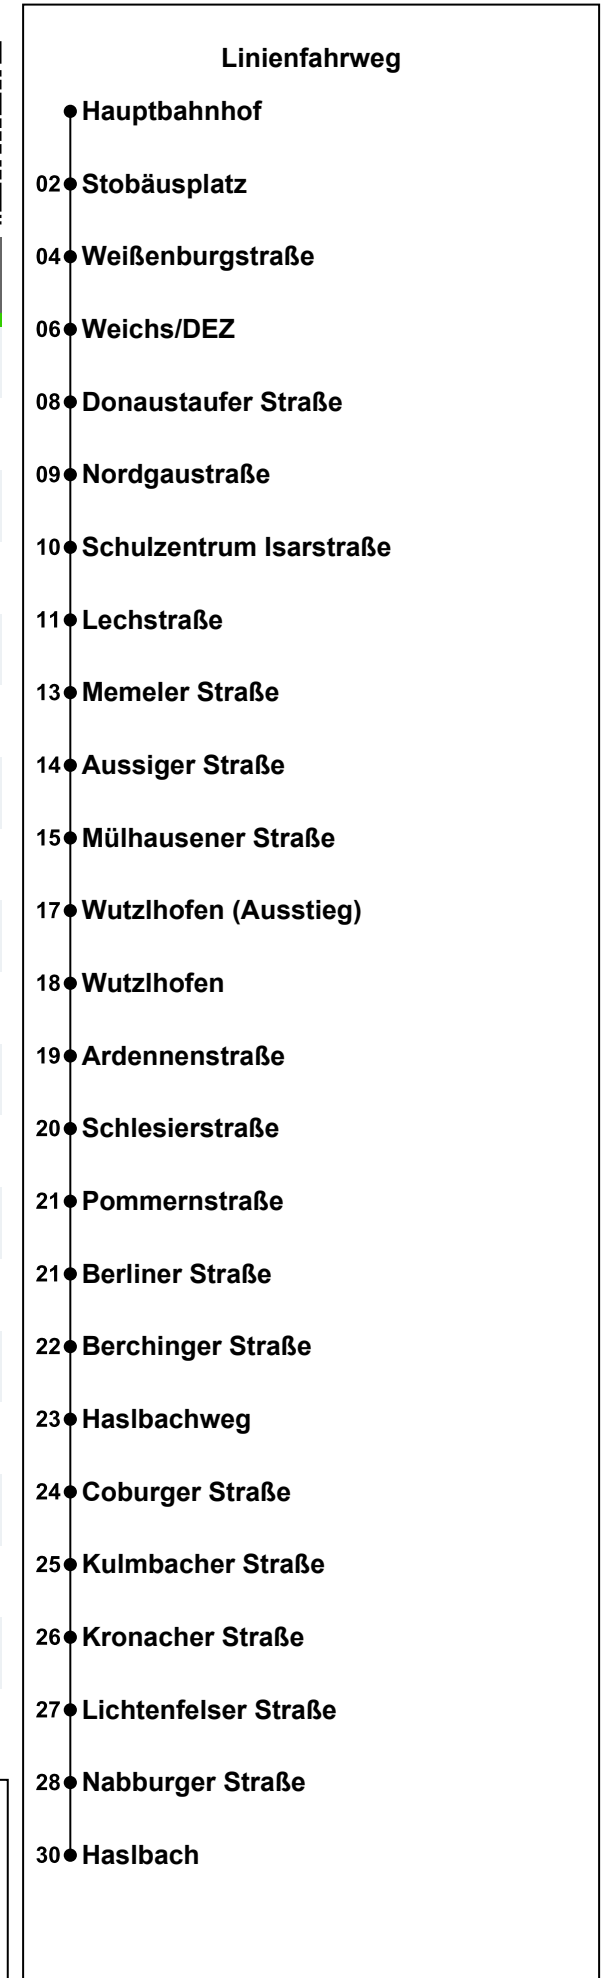 Linienfahrweg
Hauptbahnhof
02 Stobäusplatz
04 Weißenburgstraße
06 Weichs/DEZ
08 Donaustaufer Straße
09 Nordgaustraße
10 Schulzentrum Isarstraße
11 Lechstraße
13 Memeler Straße
14 Aussiger Straße
15 Mülhausener Straße
17 Wutzlhofen (Ausstieg)
18 Wutzlhofen
19 Ardennenstraße
20 Schlesierstraße
21 Pommernstraße
21 Berliner Straße
22 Berchinger Straße
23 Haslbachweg
24 Coburger Straße
25 Kulmbacher Straße
26 Kronacher Straße
27 Lichtenfelser Straße
28 Nabburger Straße
30 Haslbach